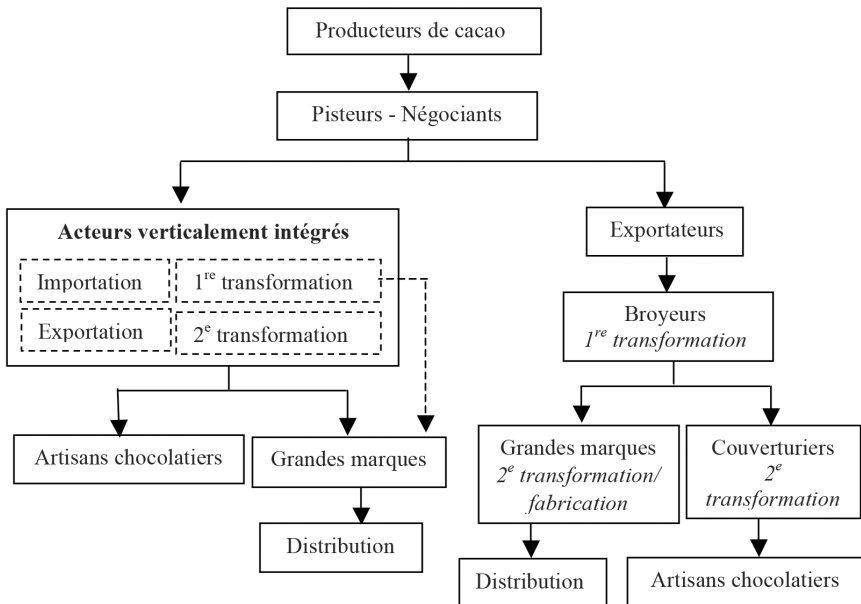 Producteurs de cacao
Pisteurs - Négociants
Acteurs verticalement intégrés
Importation
1re transformation
Exportation
2e transformation
Exportateurs
Broyeurs
1re transformation
Artisans chocolatiers
Grandes marques
Distribution
Grandes marques
2e transformation/
fabrication
Couverturiers
2e
transformation
Distribution
Artisans chocolatiers